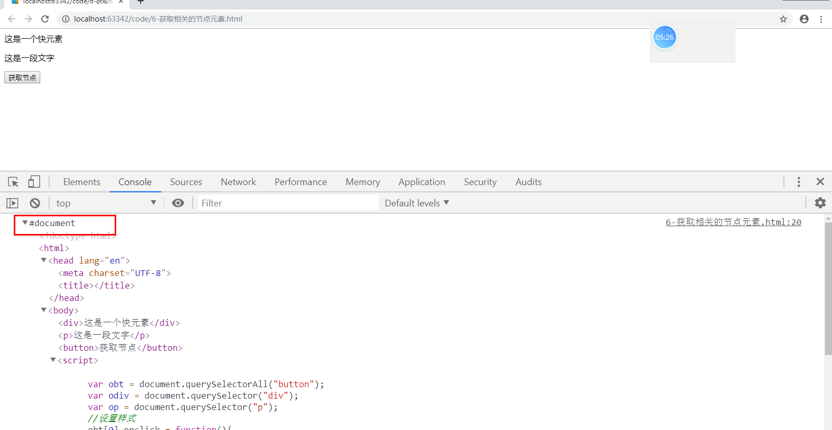 localhost:63342/code/6-获取相关的节点元素.html
这是一个快元素
05:26
这是一段文字
获取节点
Elements Console Sources Network Performance Memory Application Security Audits
top Filter Default levels
#document 6-获取相关的节点元素.html:20
<!doctype html>
<html>
<head lang="en">
<meta charset="UTF-8">
<title></title>
</head>
<body>
<div>这是一个快元素</div>
<p>这是一段文字</p>
<button>获取节点</button>
<script>
var obt = document.querySelectorAll("button");
var odiv = document.querySelector("div");
var op = document.querySelector("p");
//设置样式
obt[0].onclick = function(){